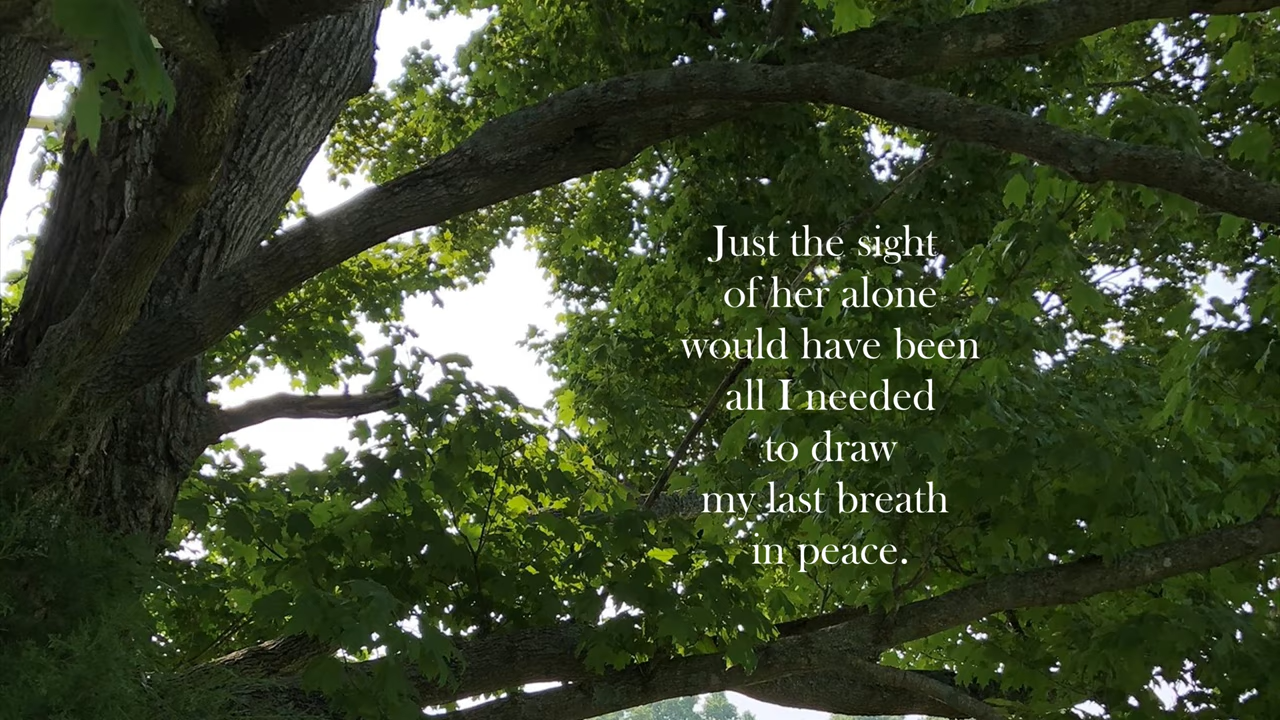 Just the sight
of her alone
would have been
all I needed
to draw
my last breath
in peace.